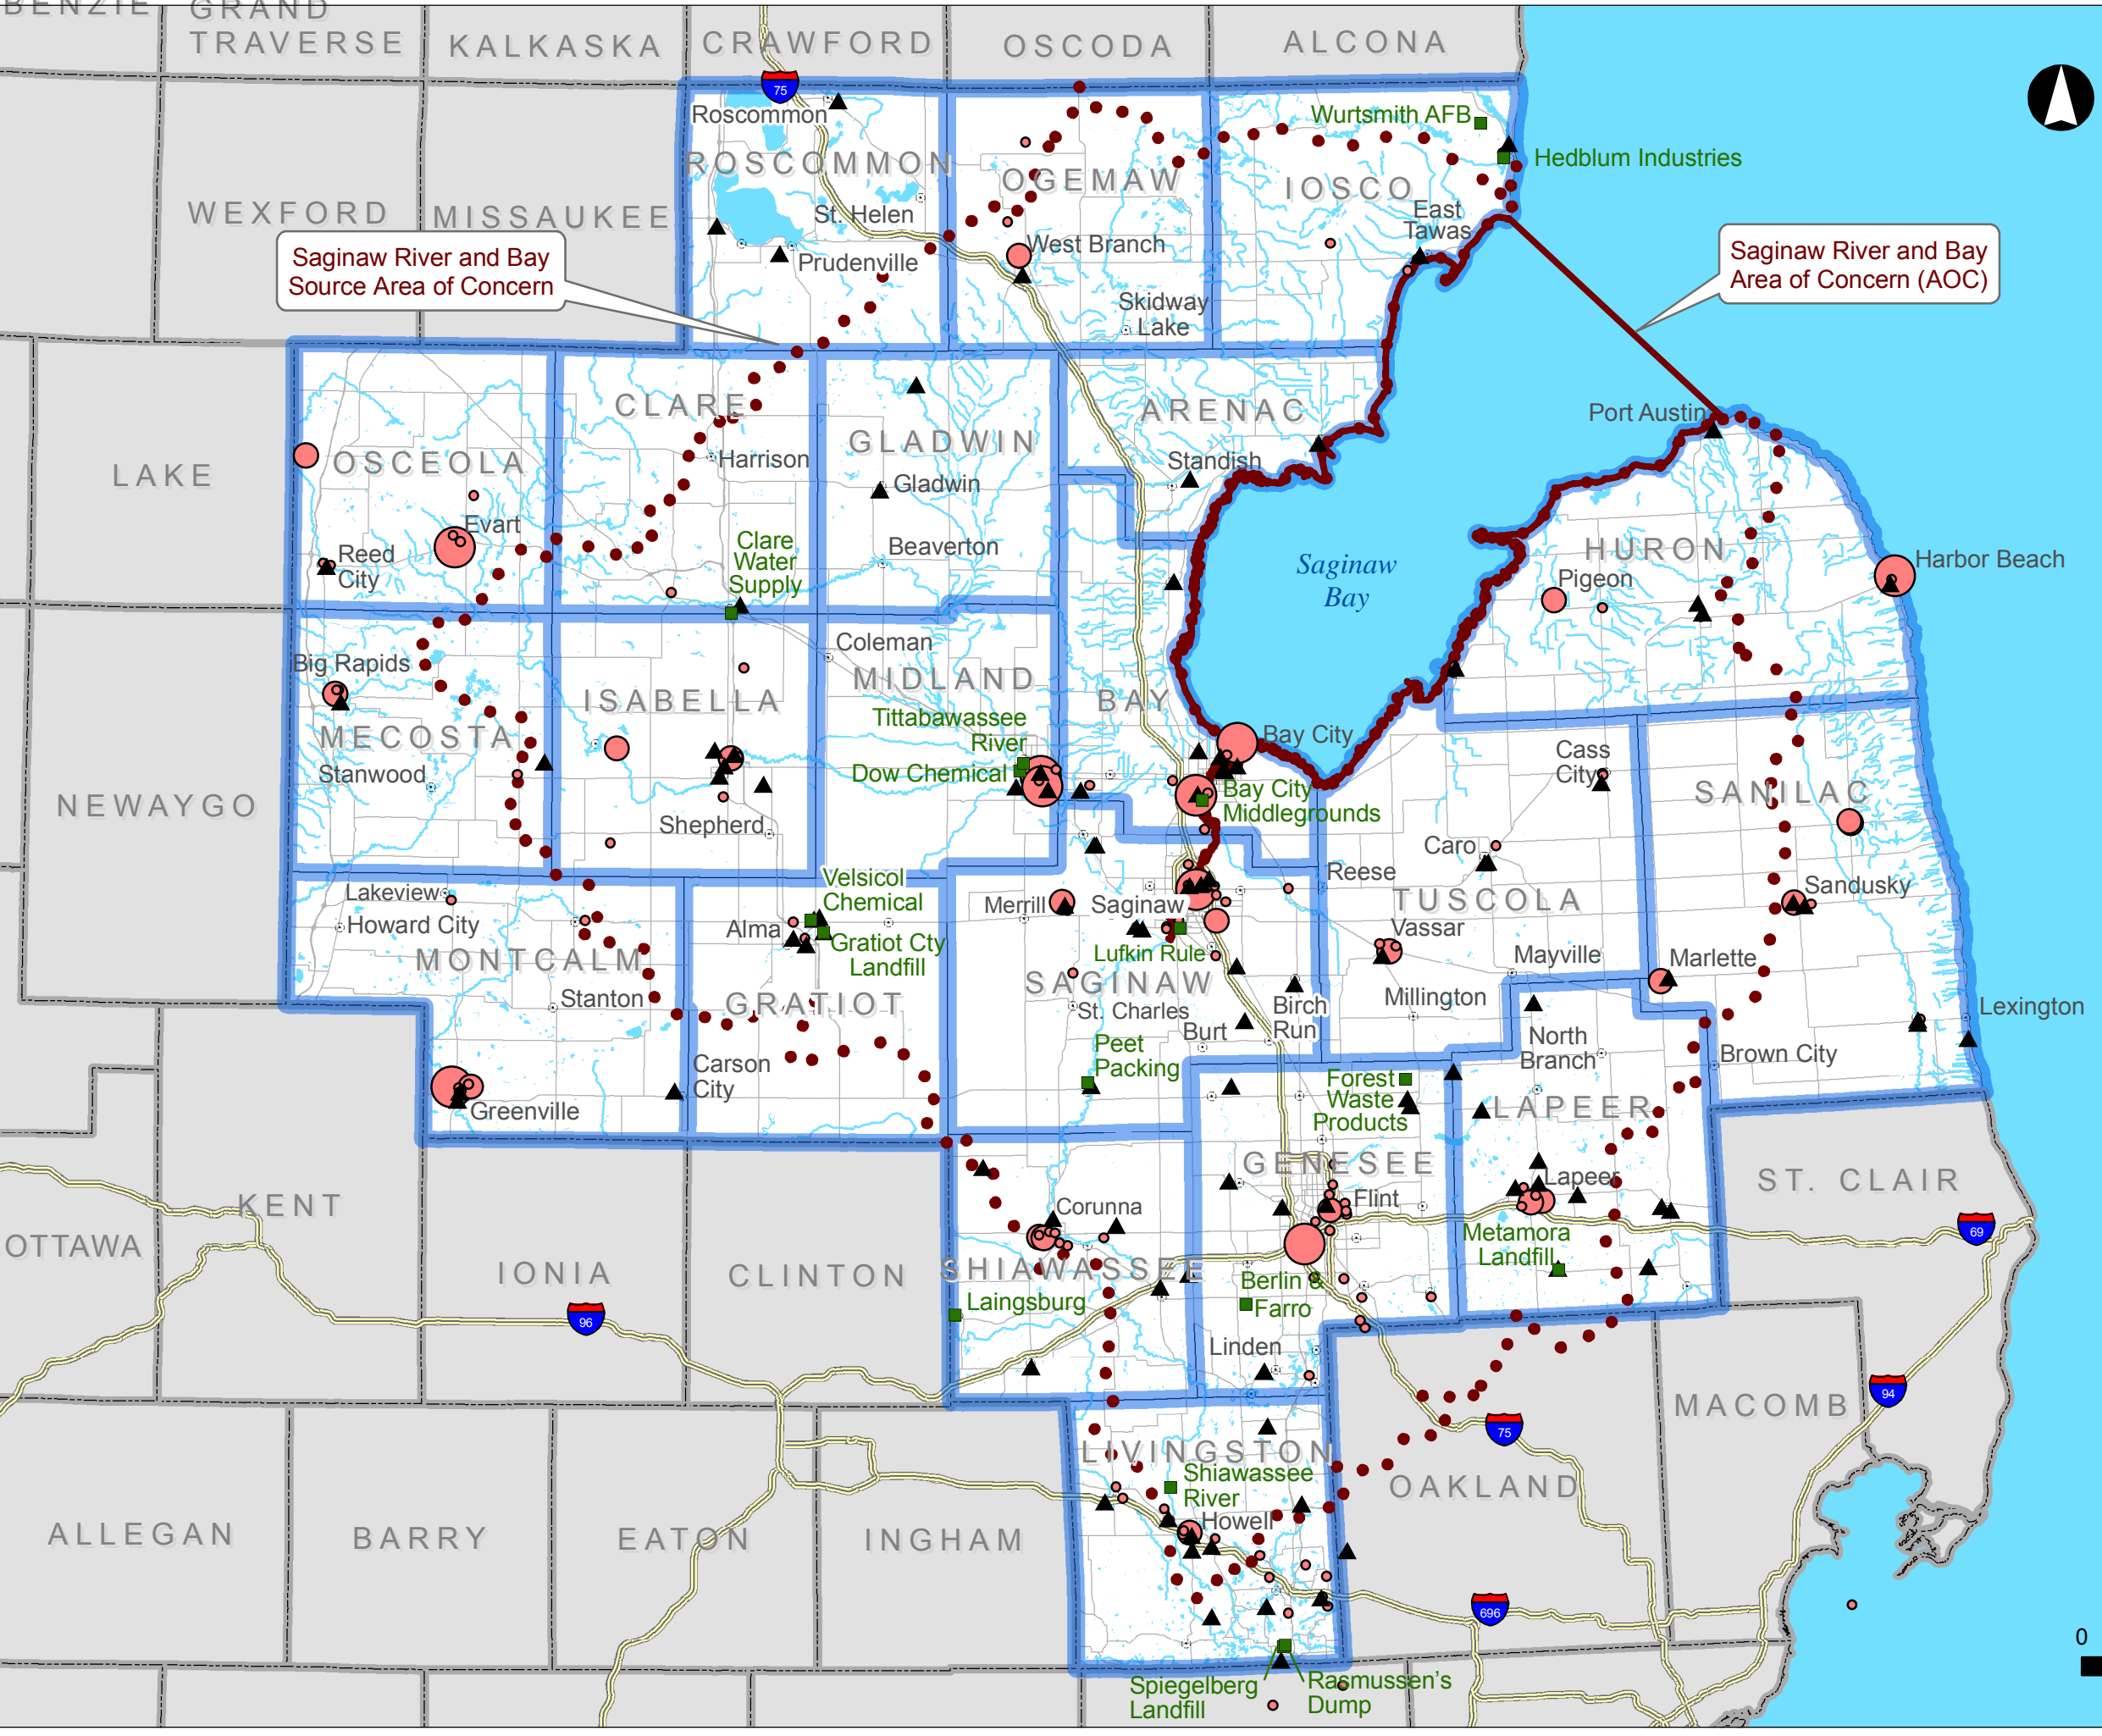 BENZIE
GRAND
TRAVERSE
KALKASKA
CRAWFORD
OSCODA
ALCONA
75
Roscommon
ROSCOMMON
Wurtsmith AFB
Hedblum Industries
OGEMAW
IOSCO
WEXFORD
MISSAUKEE
St. Helen
East
Tawas
West Branch
Prudenville
Saginaw River and Bay
Source Area of Concern
Saginaw River and Bay
Area of Concern (AOC)
Skidway
Lake
CLARE
ARENAC
Port Austin
GLADWIN
LAKE
OSCEOLA
Harrison
Standish
Gladwin
Evart
Clare
Water
Supply
Beaverton
Reed
City
Saginaw
Bay
HURON
Pigeon
Harbor Beach
Big Rapids
Coleman
ISABELLA
MIDLAND
BAY
Tittabawassee
River
MECOSTA
Bay City
Cass
City
Stanwood
Dow Chemical
Bay City
Middlegrounds
NEWAYGO
SANILAC
Shepherd
Caro
Velsicol
Chemical
Reese
Lakeview
Howard City
Merrill
Saginaw
TUSCOLA
Sandusky
Alma
Gratiot Cty
Landfill
Vassar
Lufkin Rule
MONTCALM
Mayville
Marlette
SAGINAW
Stanton
GRATIOT
St. Charles
Birch
Run
Millington
Lexington
Burt
North
Branch
Peet
Packing
Brown City
Carson
City
Forest
Waste
Products
Greenville
LAPEER
GENESEE
KENT
Lapeer
ST. CLAIR
Corunna
Flint
69
OTTAWA
Metamora
Landfill
IONIA
CLINTON
SHIAWASSEE
Berlin &
Farro
Laingsburg
96
Linden
94
MACOMB
75
LIVINGSTON
Shiawassee
River
OAKLAND
Howell
ALLEGAN
BARRY
EATON
INGHAM
696
0
Spiegelberg
Landfill
Rasmussen's
Dump